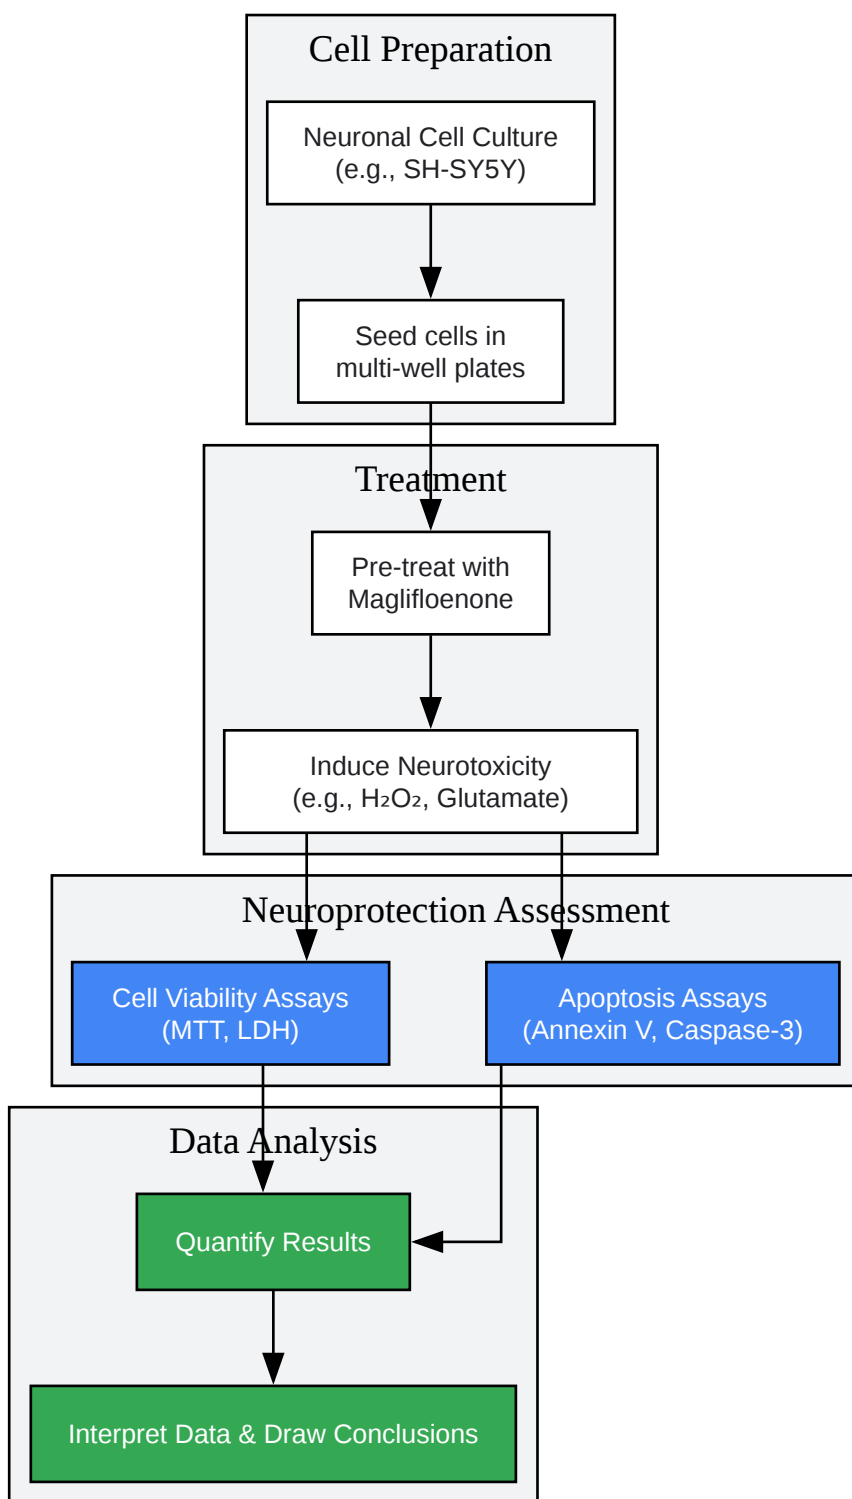 Cell Preparation
Neuronal Cell Culture
(e.g., SH-SY5Y)
Seed cells in
multi-well plates
Treatment
Pre-treat with
Maglifloenone
Induce Neurotoxicity
(e.g., H₂O₂, Glutamate)
Neuroprotection Assessment
Cell Viability Assays
(MTT, LDH)
Apoptosis Assays
(Annexin V, Caspase-3)
Data Analysis
Quantify Results
Interpret Data & Draw Conclusions